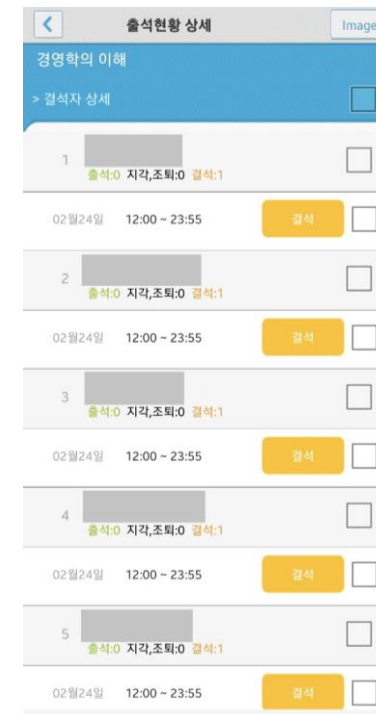 출석현황 상세
Image
경영학의 이해
> 결석자 상세
1
출석:0 지각,조퇴:0 결석:1
02월24일 12:00 ~ 23:55 결석
2
출석:0 지각,조퇴:0 결석:1
02월24일 12:00 ~ 23:55 결석
3
출석:0 지각,조퇴:0 결석:1
02월24일 12:00 ~ 23:55 결석
4
출석:0 지각,조퇴:0 결석:1
02월24일 12:00 ~ 23:55 결석
5
출석:0 지각,조퇴:0 결석:1
02월24일 12:00 ~ 23:55 결석